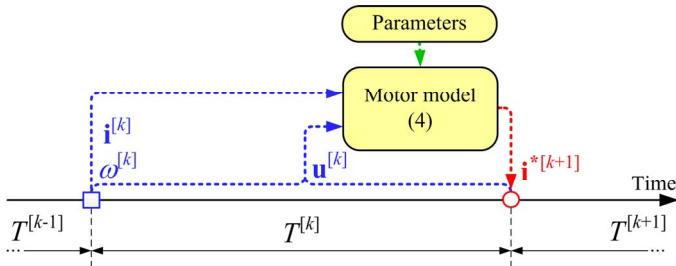 Parameters
Motor model
(4)
i^[k]
ω^[k]
u^[k]
i^*[k+1]
Time
T^[k-1]
T^[k]
T^[k+1]
...
...